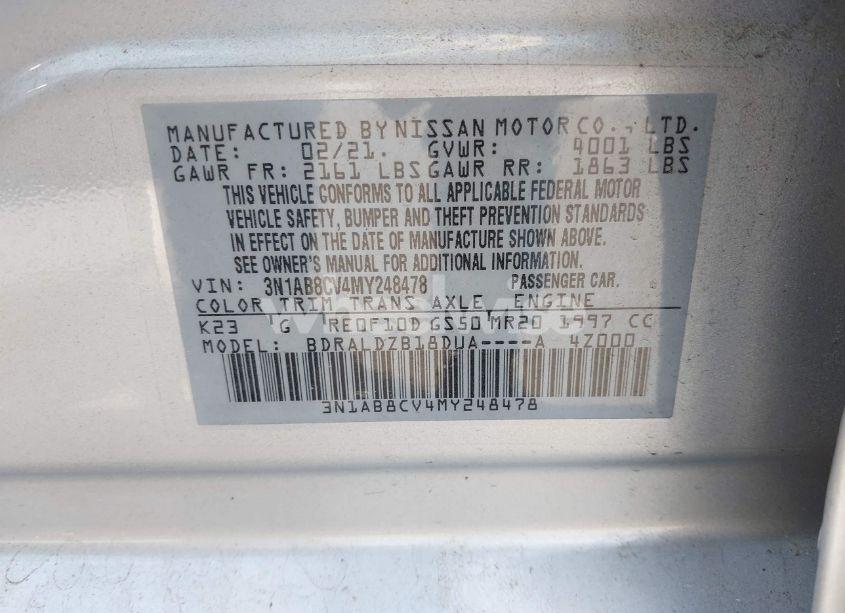 MANUFACTURED BY NISSAN MOTOR CO., LTD.
DATE: 02/21. GVWR: 4001 LBS
GAWR FR: 2161 LBS GAWR RR: 1863 LBS
THIS VEHICLE CONFORMS TO ALL APPLICABLE FEDERAL MOTOR
VEHICLE SAFETY, BUMPER AND THEFT PREVENTION STANDARDS
IN EFFECT ON THE DATE OF MANUFACTURE SHOWN ABOVE.
SEE OWNER'S MANUAL FOR ADDITIONAL INFORMATION.
VIN: 3N1AB8CV4MY248478 PASSENGER CAR.
COLOR TRIM TRANS AXLE ENGINE
K23 G RE0F10D GS50 MR20 1997 CC
MODEL: BDRALDZB18DUA----A 4Z000
3N1AB8CV4MY248478